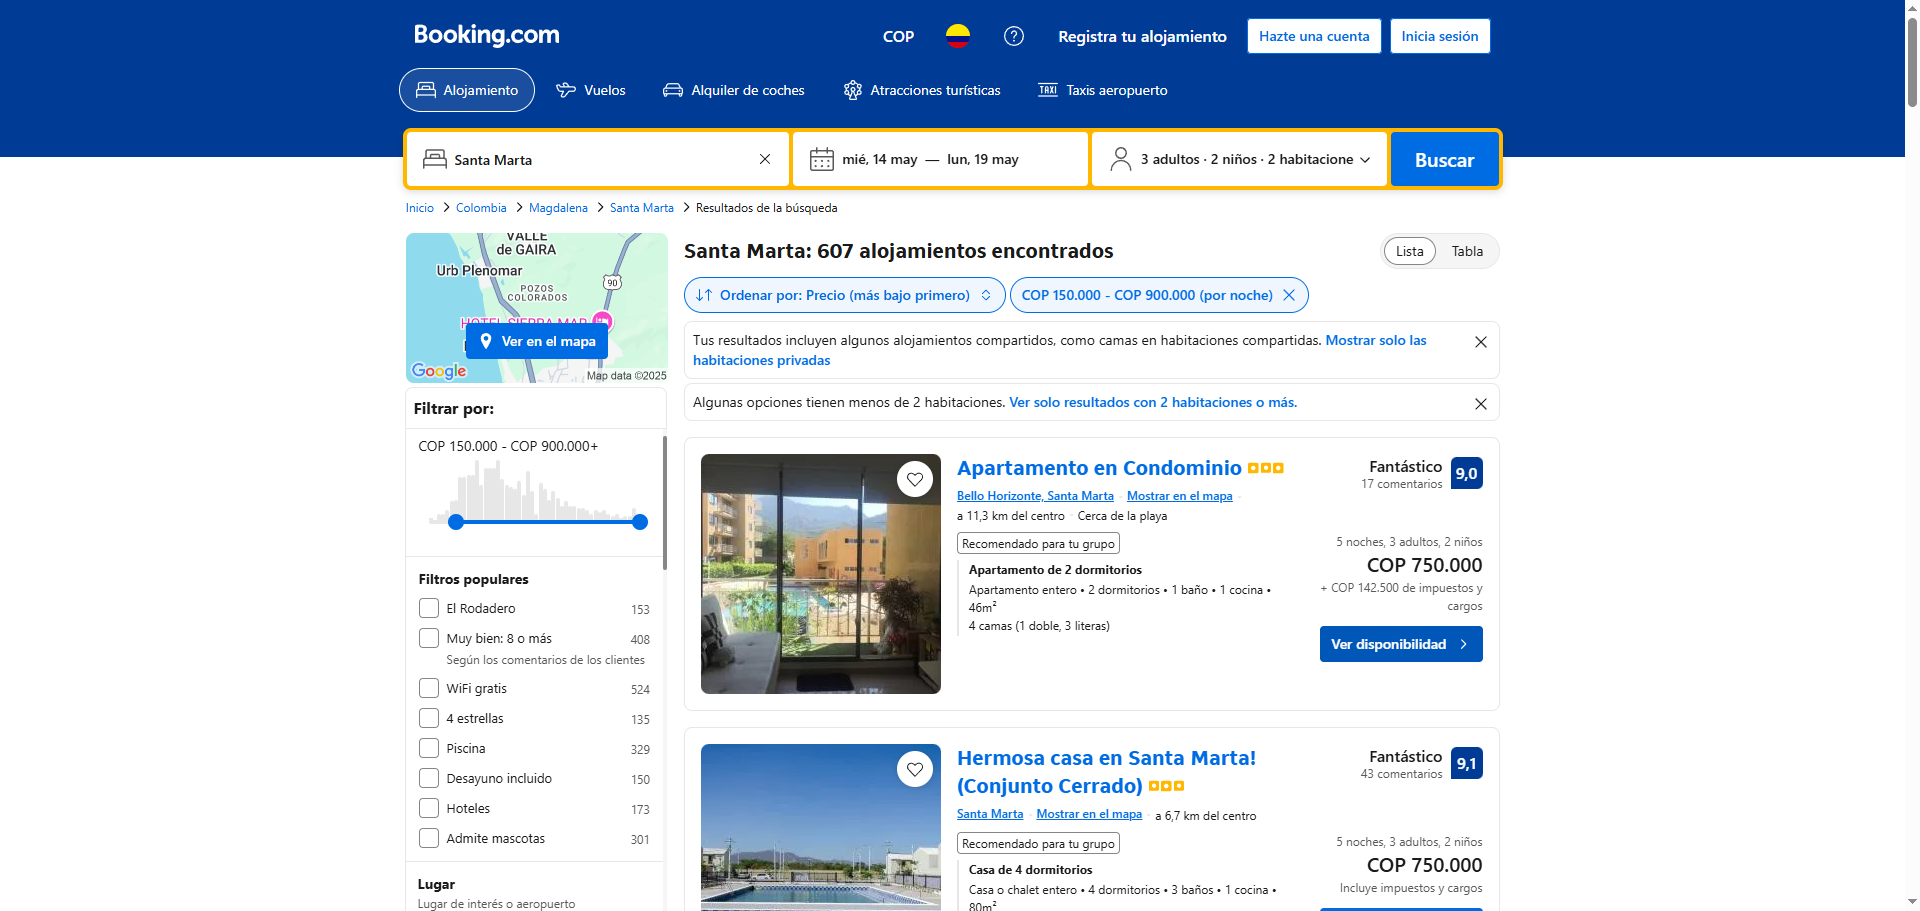 Booking.com
COP
Registra tu alojamiento
Hazte una cuenta
Inicia sesión
Alojamiento
Vuelos
Alquiler de coches
Atracciones turísticas
TAXI
Taxis aeropuerto
Santa Marta
mié, 14 may — lun, 19 may
3 adultos · 2 niños · 2 habitacione
Buscar
Inicio
Colombia
Magdalena
Santa Marta
Resultados de la búsqueda
VALLE
de GAIRA
Urb Plenomar
POZOS
COLORADOS
90
HOTEL SIERRA MAR
Ver en el mapa
Google
Map data ©2025
Filtrar por:
COP 150.000 - COP 900.000+
Filtros populares
El Rodadero 153
Muy bien: 8 o más 408
Según los comentarios de los clientes
WiFi gratis 524
4 estrellas 135
Piscina 329
Desayuno incluido 150
Hoteles 173
Admite mascotas 301
Lugar
Lugar de interés o aeropuerto
Santa Marta: 607 alojamientos encontrados
Lista
Tabla
Ordenar por: Precio (más bajo primero)
COP 150.000 - COP 900.000 (por noche)
Tus resultados incluyen algunos alojamientos compartidos, como camas en habitaciones compartidas. Mostrar solo las
habitaciones privadas
Algunas opciones tienen menos de 2 habitaciones. Ver solo resultados con 2 habitaciones o más.
Apartamento en Condominio
Bello Horizonte, Santa Marta · Mostrar en el mapa ·
a 11,3 km del centro · Cerca de la playa
Recomendado para tu grupo
Apartamento de 2 dormitorios
Apartamento entero • 2 dormitorios • 1 baño • 1 cocina •
46m²
4 camas (1 doble, 3 literas)
Fantástico
17 comentarios
9,0
5 noches, 3 adultos, 2 niños
COP 750.000
+ COP 142.500 de impuestos y
cargos
Ver disponibilidad
Hermosa casa en Santa Marta!
(Conjunto Cerrado)
Santa Marta · Mostrar en el mapa · a 6,7 km del centro
Recomendado para tu grupo
Casa de 4 dormitorios
Casa o chalet entero • 4 dormitorios • 3 baños • 1 cocina •
80m²
Fantástico
43 comentarios
9,1
5 noches, 3 adultos, 2 niños
COP 750.000
Incluye impuestos y cargos